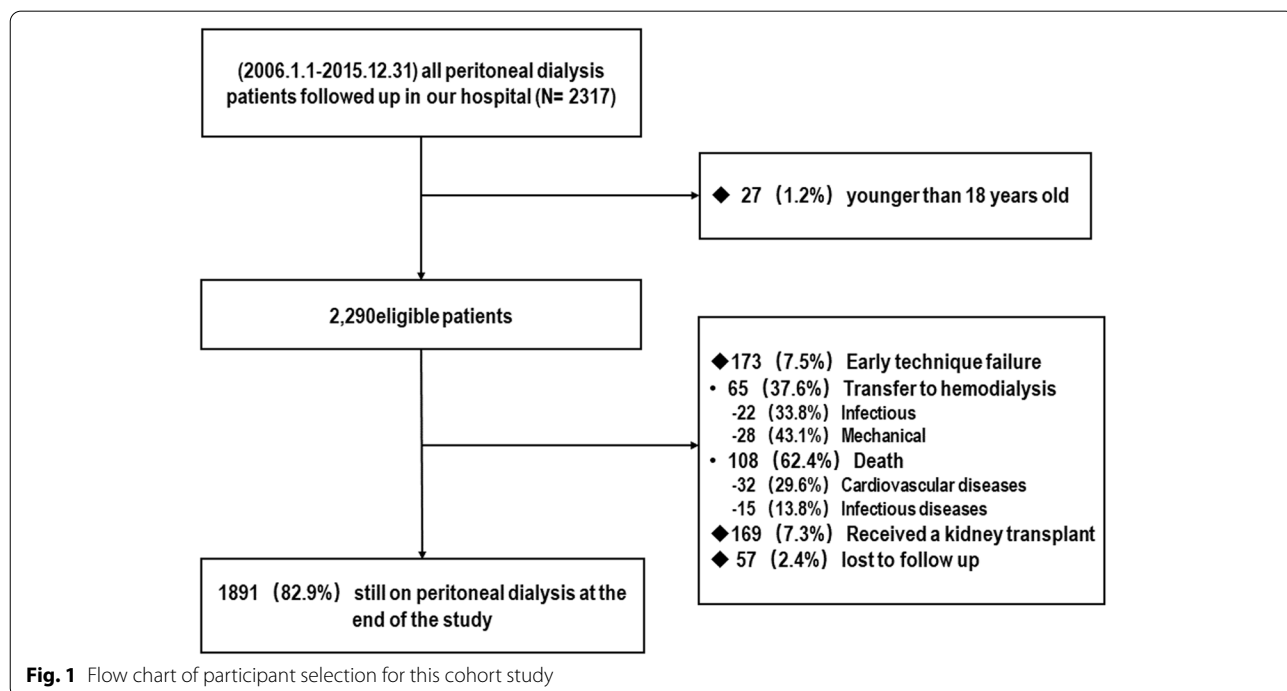 (2006.1.1-2015.12.31) all peritoneal dialysis
patients followed up in our hospital (N= 2317)
◆ 27 (1.2%) younger than 18 years old
2,290eligible patients
◆173 (7.5%) Early technique failure
• 65 (37.6%) Transfer to hemodialysis
-22 (33.8%) Infectious
-28 (43.1%) Mechanical
• 108 (62.4%) Death
-32 (29.6%) Cardiovascular diseases
-15 (13.8%) Infectious diseases
◆169 (7.3%) Received a kidney transplant
◆ 57 (2.4%) lost to follow up
1891 (82.9%) still on peritoneal dialysis at the
end of the study
Fig. 1 Flow chart of participant selection for this cohort study